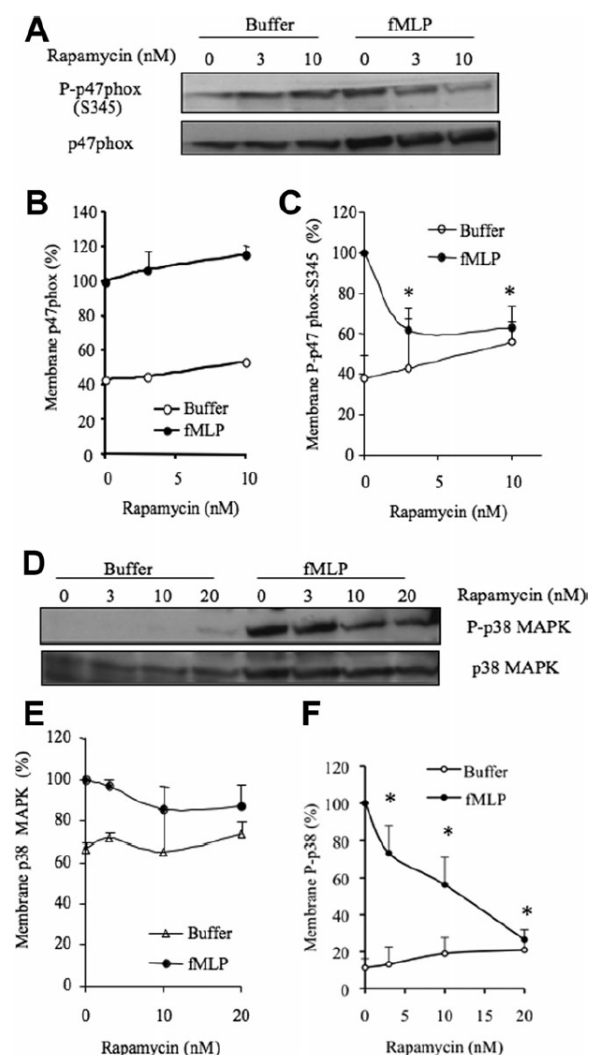 A
Buffer fMLP
Rapamycin (nM) 0 3 10 0 3 10
P-p47phox
(S345)
p47phox
B
Membrane p47phox (%)
140
120
100
80
60
40
20
0
0 5 10
Rapamycin (nM)
Buffer
fMLP
C
Membrane P-p47 phox-S345 (%)
120
100
80
60
40
20
0
0 5 10
Rapamycin (nM)
Buffer
fMLP
* *
D
Buffer fMLP
0 3 10 20 0 3 10 20 Rapamycin (nM)
P-p38 MAPK
p38 MAPK
E
Membrane p38 MAPK (%)
120
100
80
60
40
20
0
0 10 20
Rapamycin (nM)
Buffer
fMLP
F
Membrane P-p38 (%)
120
100
80
60
40
20
0
0 5 10 15 20
Rapamycin (nM)
Buffer
fMLP
* * *